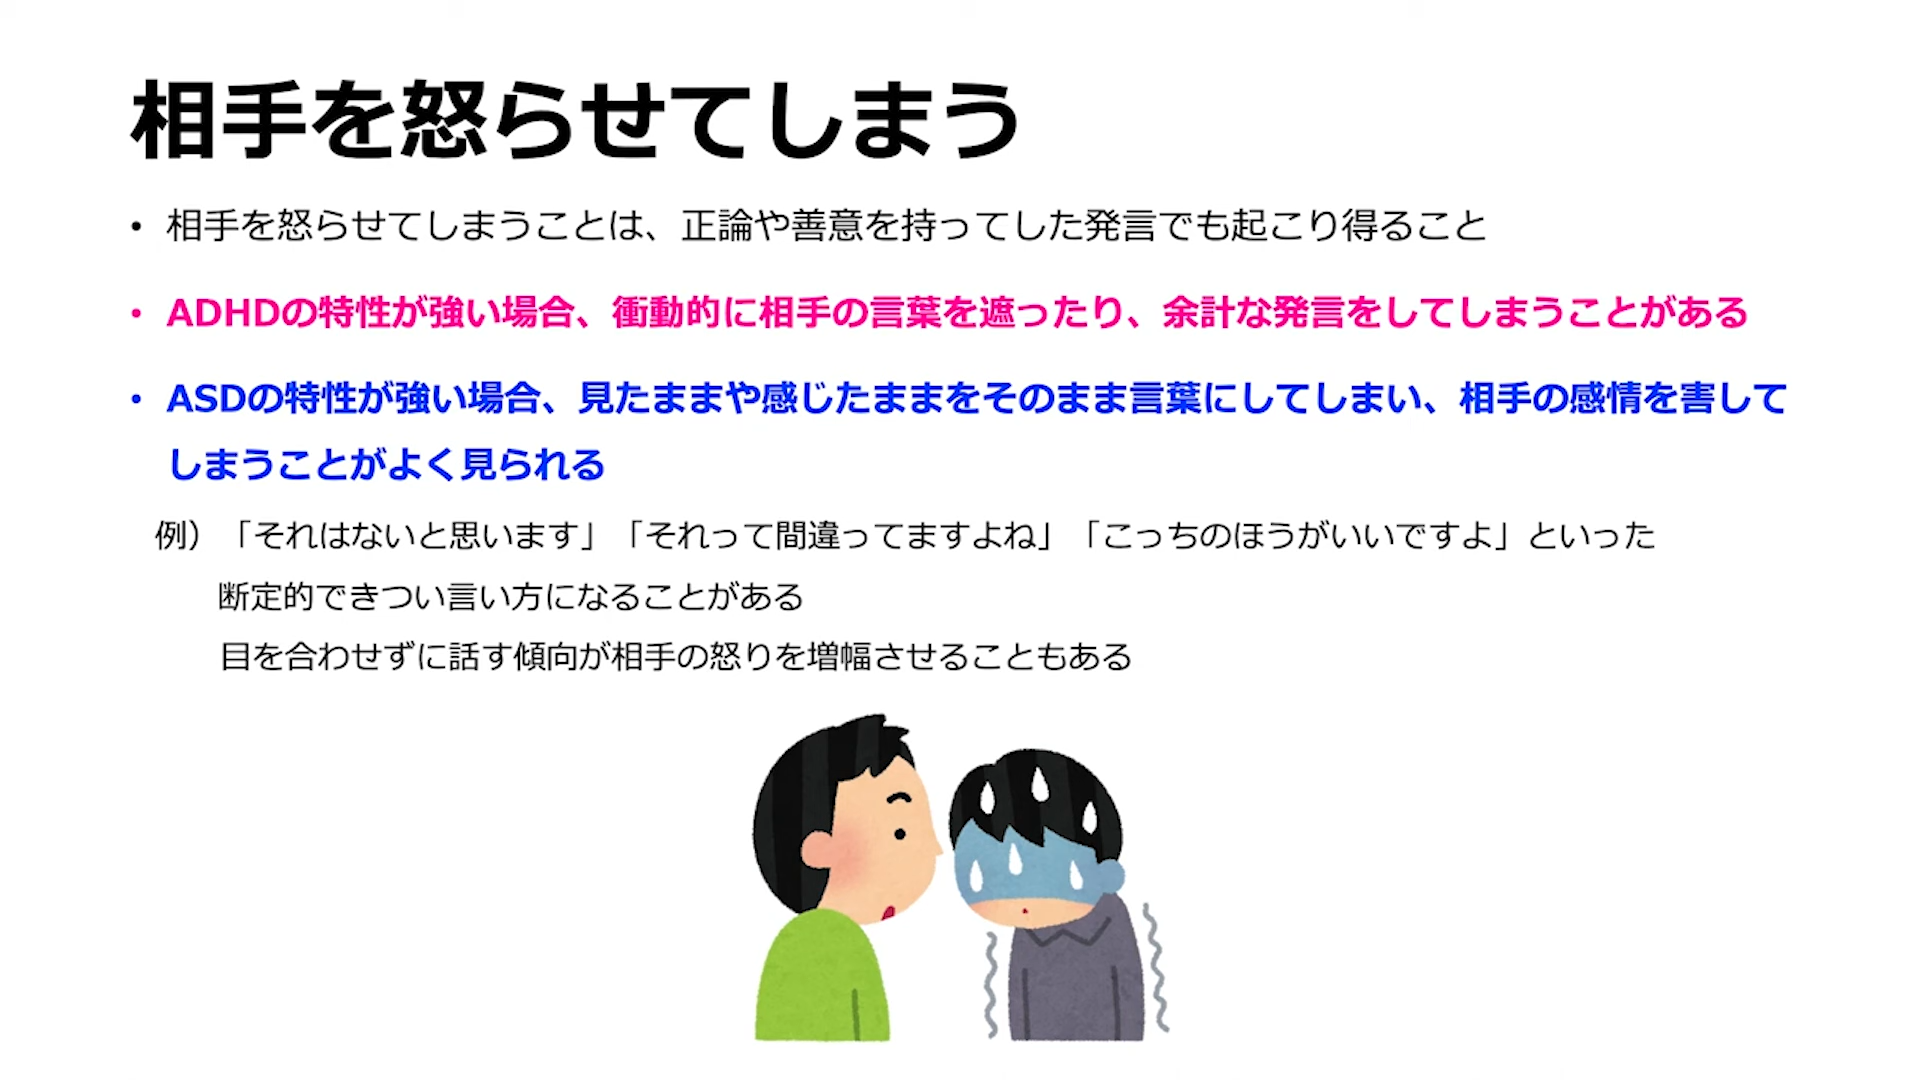 相手を怒らせてしまう
• 相手を怒らせてしまうことは、正論や善意を持ってした発言でも起こり得ること
• ADHDの特性が強い場合、衝動的に相手の言葉を遮ったり、余計な発言をしてしまうことがある
• ASDの特性が強い場合、見たままや感じたままをそのまま言葉にしてしまい、相手の感情を害して
しまうことがよく見られる
例）「それはないと思います」「それって間違ってますよね」「こっちのほうがいいですよ」といった
断定的できつい言い方になることがある
目を合わせずに話す傾向が相手の怒りを増幅させることもある